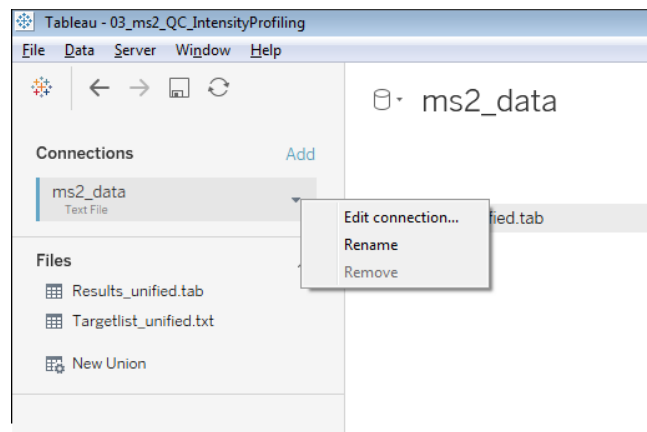 Tableau - 03_ms2_QC_IntensityProfiling
File Data Server Window Help
ms2_data
Connections Add
ms2_data
Text File
Edit connection...
fied.tab
Rename
Remove
Files
Results_unified.tab
Targetlist_unified.txt
New Union